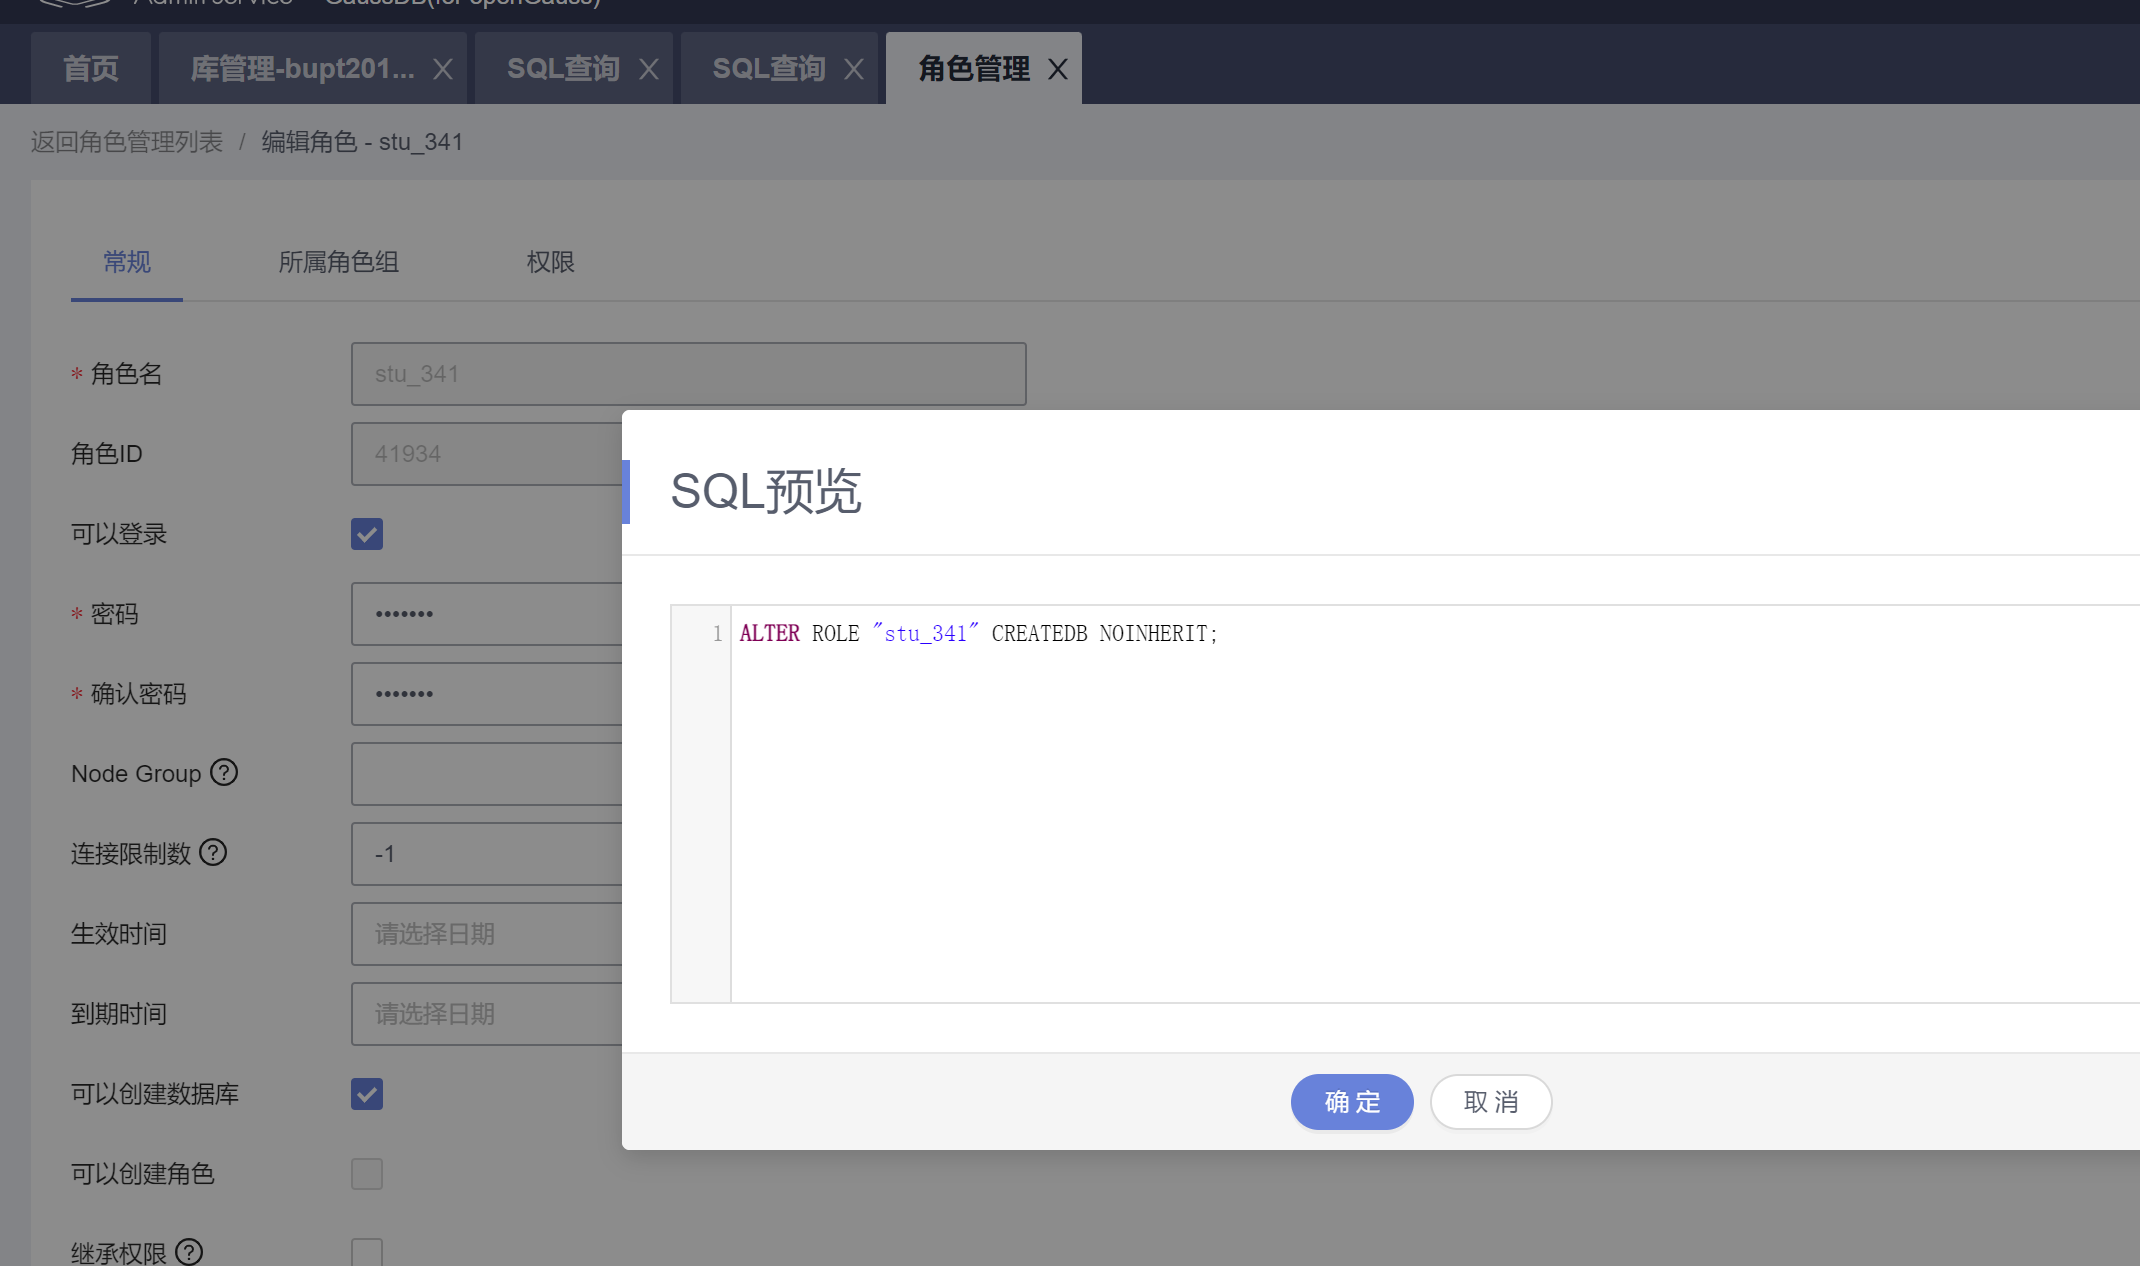 Admin Service GaussDB(for openGauss)
首页 库管理-bupt201... SQL查询 SQL查询 角色管理
返回角色管理列表 / 编辑角色 - stu_341
常规 所属角色组 权限
* 角色名 stu_341
角色ID 41934
可以登录
* 密码 •••••••
* 确认密码 •••••••
Node Group ?
连接限制数 ? -1
生效时间 请选择日期
到期时间 请选择日期
可以创建数据库
可以创建角色
继承权限 ?
SQL预览
1 ALTER ROLE "stu_341" CREATEDB NOINHERIT;
确定 取消